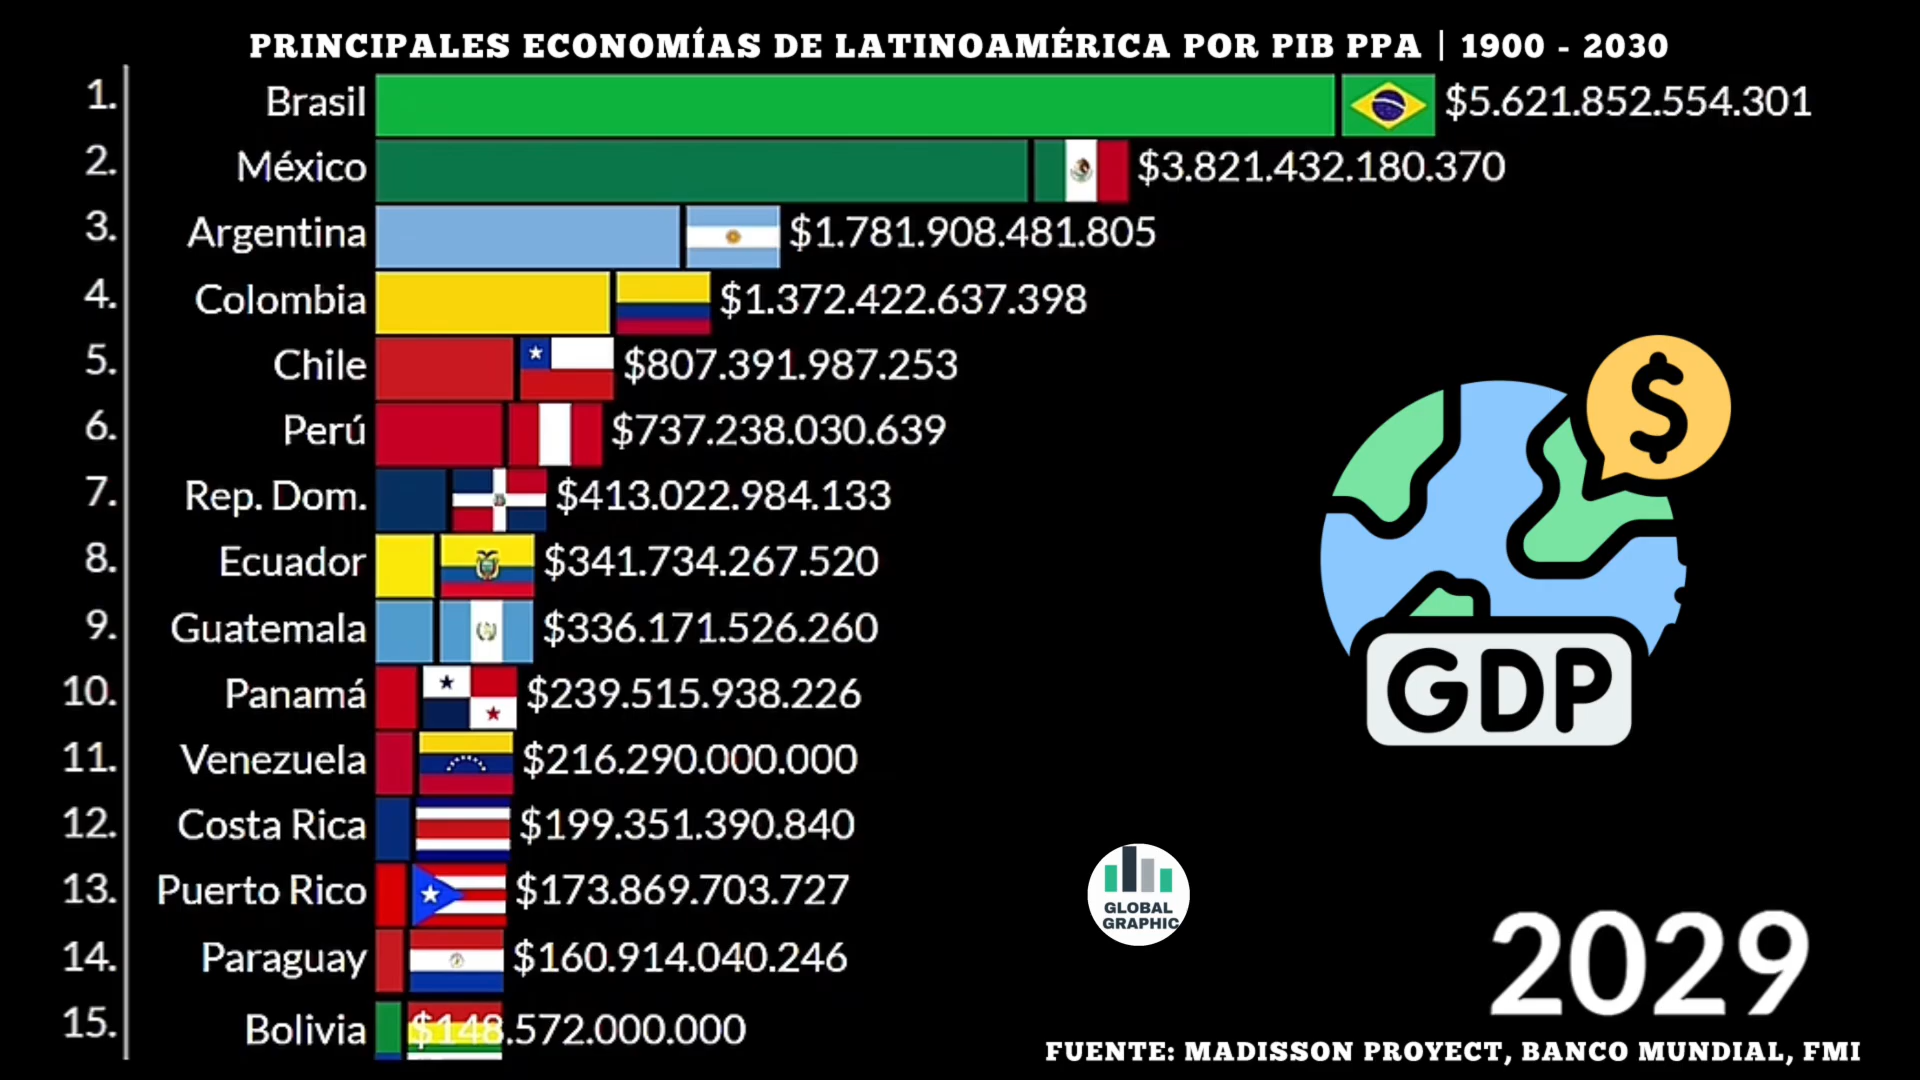 PRINCIPALES ECONOMÍAS DE LATINOAMÉRICA POR PIB PPA | 1900 - 2030
1. Brasil $5.621.852.554.301
2. México $3.821.432.180.370
3. Argentina $1.781.908.481.805
4. Colombia $1.372.422.637.398
5. Chile $807.391.987.253
6. Perú $737.238.030.639
7. Rep. Dom. $413.022.984.133
8. Ecuador $341.734.267.520
9. Guatemala $336.171.526.260
10. Panamá $239.515.938.226
11. Venezuela $216.290.000.000
12. Costa Rica $199.351.390.840
13. Puerto Rico $173.869.703.727
14. Paraguay $160.914.040.246
15. Bolivia $148.572.000.000
$
GDP
GLOBAL
GRAPHIC
2029
FUENTE: MADISSON PROYECT, BANCO MUNDIAL, FMI